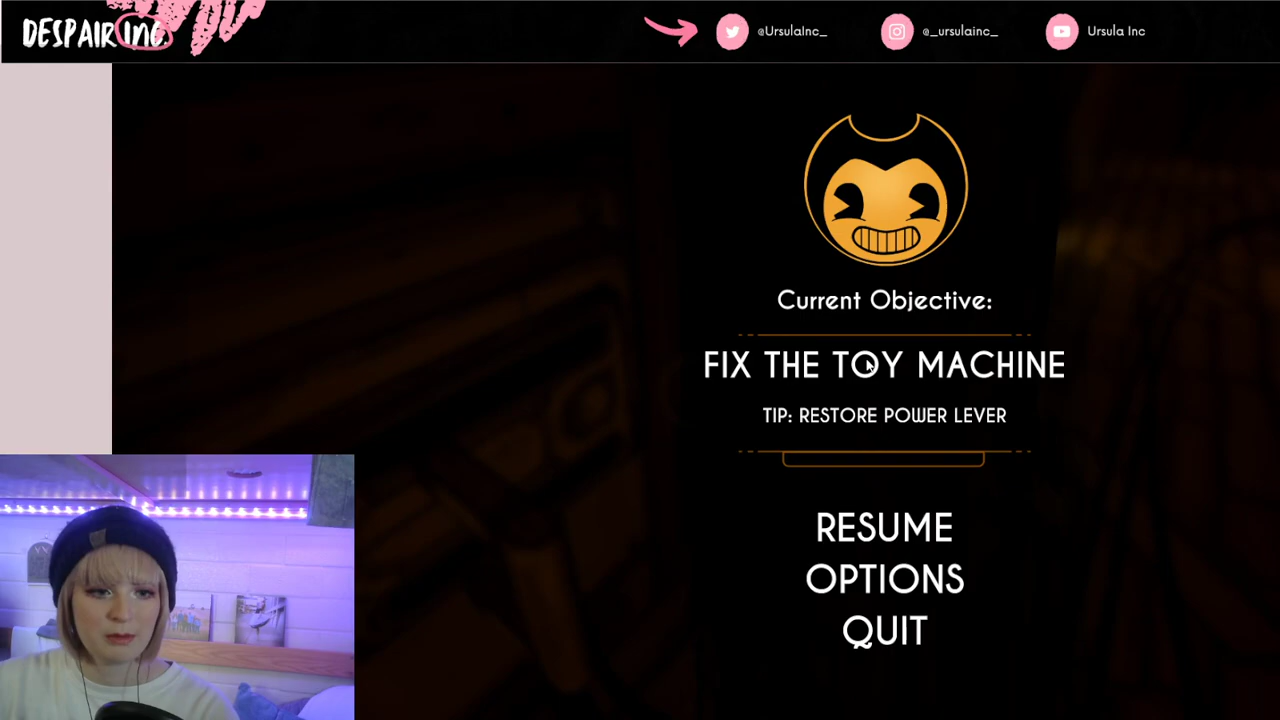 DESPAIR Inc.
@UrsulaInc_
@_ursulainc_
Ursula Inc
Current Objective:
FIX THE TOY MACHINE
TIP: RESTORE POWER LEVER
RESUME
OPTIONS
QUIT